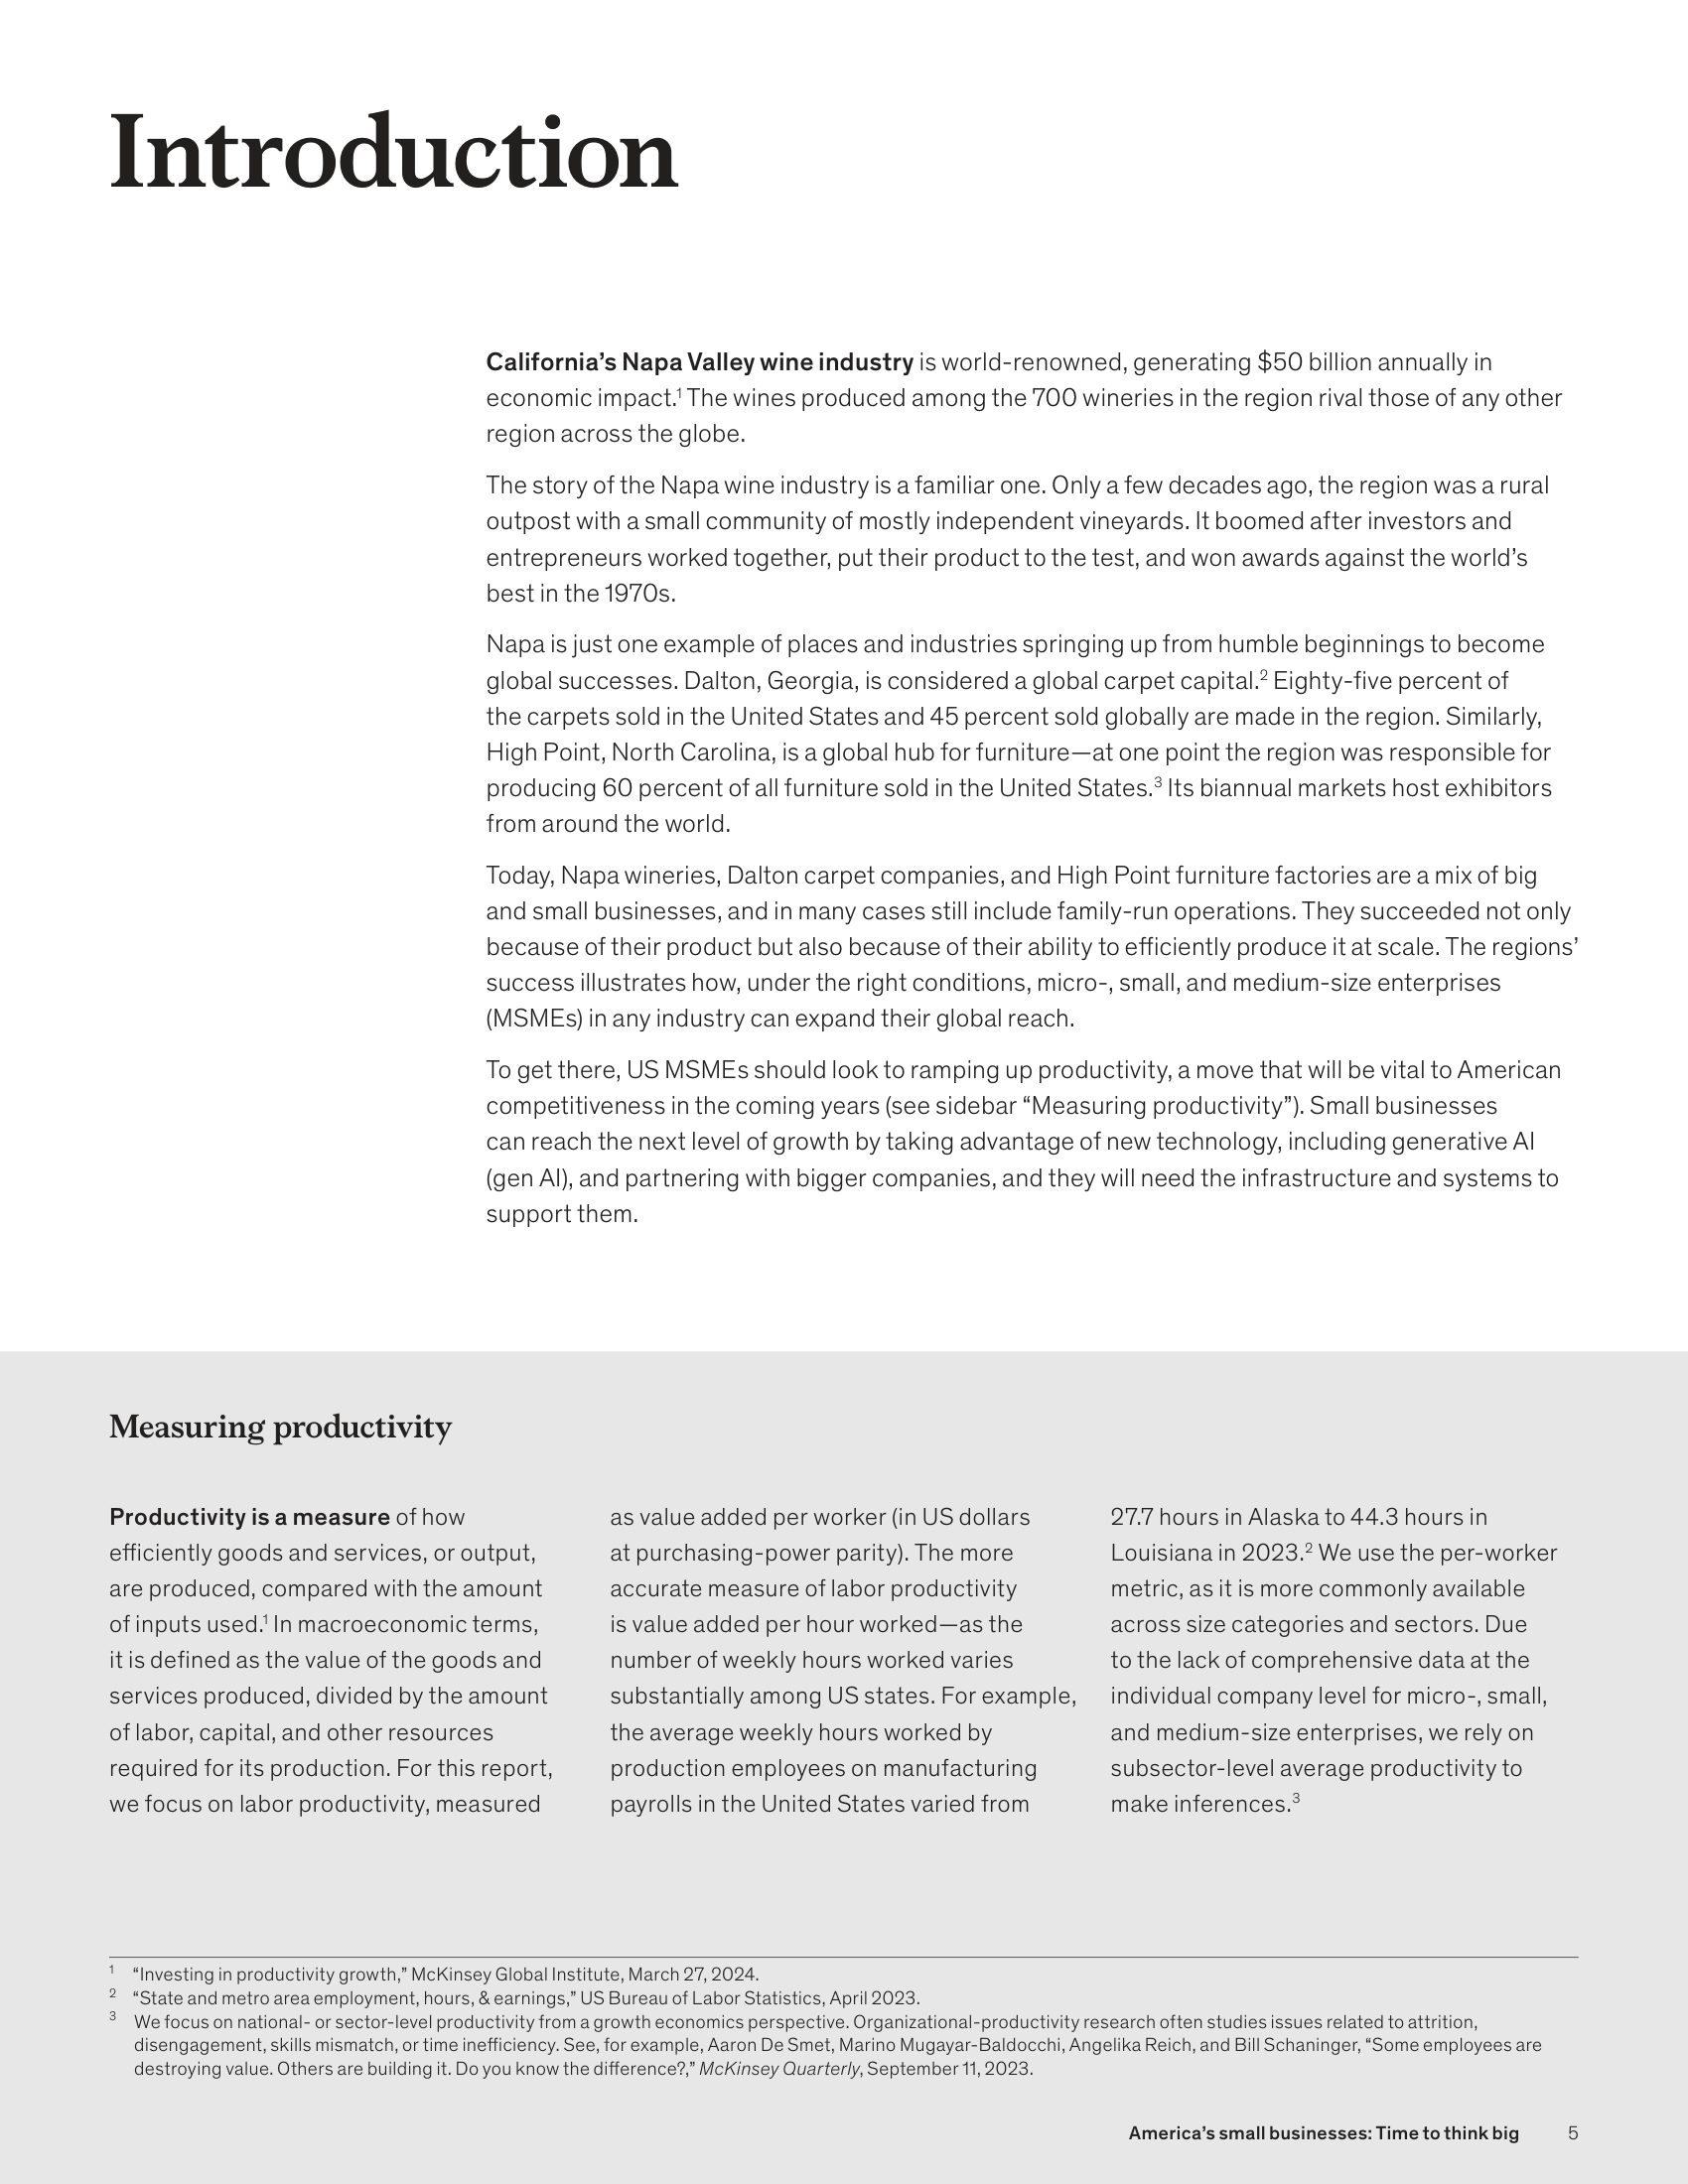 Introduction
California’s Napa Valley wine industry is world-renowned, generating $50 billion annually in
economic impact.1 The wines produced among the 700 wineries in the region rival those of any other
region across the globe.
The story of the Napa wine industry is a familiar one. Only a few decades ago, the region was a rural
outpost with a small community of mostly independent vineyards. It boomed after investors and
entrepreneurs worked together, put their product to the test, and won awards against the world’s
best in the 1970s.
Napa is just one example of places and industries springing up from humble beginnings to become
global successes. Dalton, Georgia, is considered a global carpet capital.2 Eighty-five percent of
the carpets sold in the United States and 45 percent sold globally are made in the region. Similarly,
High Point, North Carolina, is a global hub for furniture—at one point the region was responsible for
producing 60 percent of all furniture sold in the United States.3 Its biannual markets host exhibitors
from around the world.
Today, Napa wineries, Dalton carpet companies, and High Point furniture factories are a mix of big
and small businesses, and in many cases still include family-run operations. They succeeded not only
because of their product but also because of their ability to efficiently produce it at scale. The regions’
success illustrates how, under the right conditions, micro-, small, and medium-size enterprises
(MSMEs) in any industry can expand their global reach.
To get there, US MSMEs should look to ramping up productivity, a move that will be vital to American
competitiveness in the coming years (see sidebar “Measuring productivity”). Small businesses
can reach the next level of growth by taking advantage of new technology, including generative AI
(gen AI), and partnering with bigger companies, and they will need the infrastructure and systems to
support them.
Measuring productivity
Productivity is a measure of how
efficiently goods and services, or output,
are produced, compared with the amount
of inputs used.1 In macroeconomic terms,
it is defined as the value of the goods and
services produced, divided by the amount
of labor, capital, and other resources
required for its production. For this report,
we focus on labor productivity, measured
as value added per worker (in US dollars
at purchasing-power parity). The more
accurate measure of labor productivity
is value added per hour worked—as the
number of weekly hours worked varies
substantially among US states. For example,
the average weekly hours worked by
production employees on manufacturing
payrolls in the United States varied from
27.7 hours in Alaska to 44.3 hours in
Louisiana in 2023.2 We use the per-worker
metric, as it is more commonly available
across size categories and sectors. Due
to the lack of comprehensive data at the
individual company level for micro-, small,
and medium-size enterprises, we rely on
subsector-level average productivity to
make inferences.3
1 “Investing in productivity growth,” McKinsey Global Institute, March 27, 2024.
2 “State and metro area employment, hours, & earnings,” US Bureau of Labor Statistics, April 2023.
3 We focus on national- or sector-level productivity from a growth economics perspective. Organizational-productivity research often studies issues related to attrition,
disengagement, skills mismatch, or time inefficiency. See, for example, Aaron De Smet, Marino Mugayar-Baldocchi, Angelika Reich, and Bill Schaninger, “Some employees are
destroying value. Others are building it. Do you know the difference?,” McKinsey Quarterly, September 11, 2023.
America’s small businesses: Time to think big 5